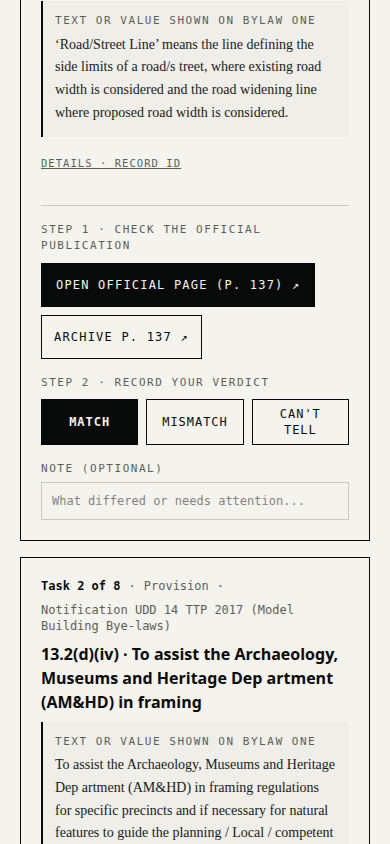 TEXT OR VALUE SHOWN ON BYLAW ONE
‘Road/Street Line’ means the line defining the
side limits of a road/s treet, where existing road
width is considered and the road widening line
where proposed road width is considered.
DETAILS · RECORD ID
STEP 1 · CHECK THE OFFICIAL
PUBLICATION
OPEN OFFICIAL PAGE (P. 137) ↗
ARCHIVE P. 137 ↗
STEP 2 · RECORD YOUR VERDICT
MATCH
MISMATCH
CAN'T
TELL
NOTE (OPTIONAL)
What differed or needs attention...
Task 2 of 8 · Provision ·
Notification UDD 14 TTP 2017 (Model
Building Bye-laws)
13.2(d)(iv) · To assist the Archaeology,
Museums and Heritage Dep artment
(AM&HD) in framing
TEXT OR VALUE SHOWN ON BYLAW ONE
To assist the Archaeology, Museums and Heritage
Dep artment (AM&HD) in framing regulations
for specific precincts and if necessary for natural
features to guide the planning / Local / competent